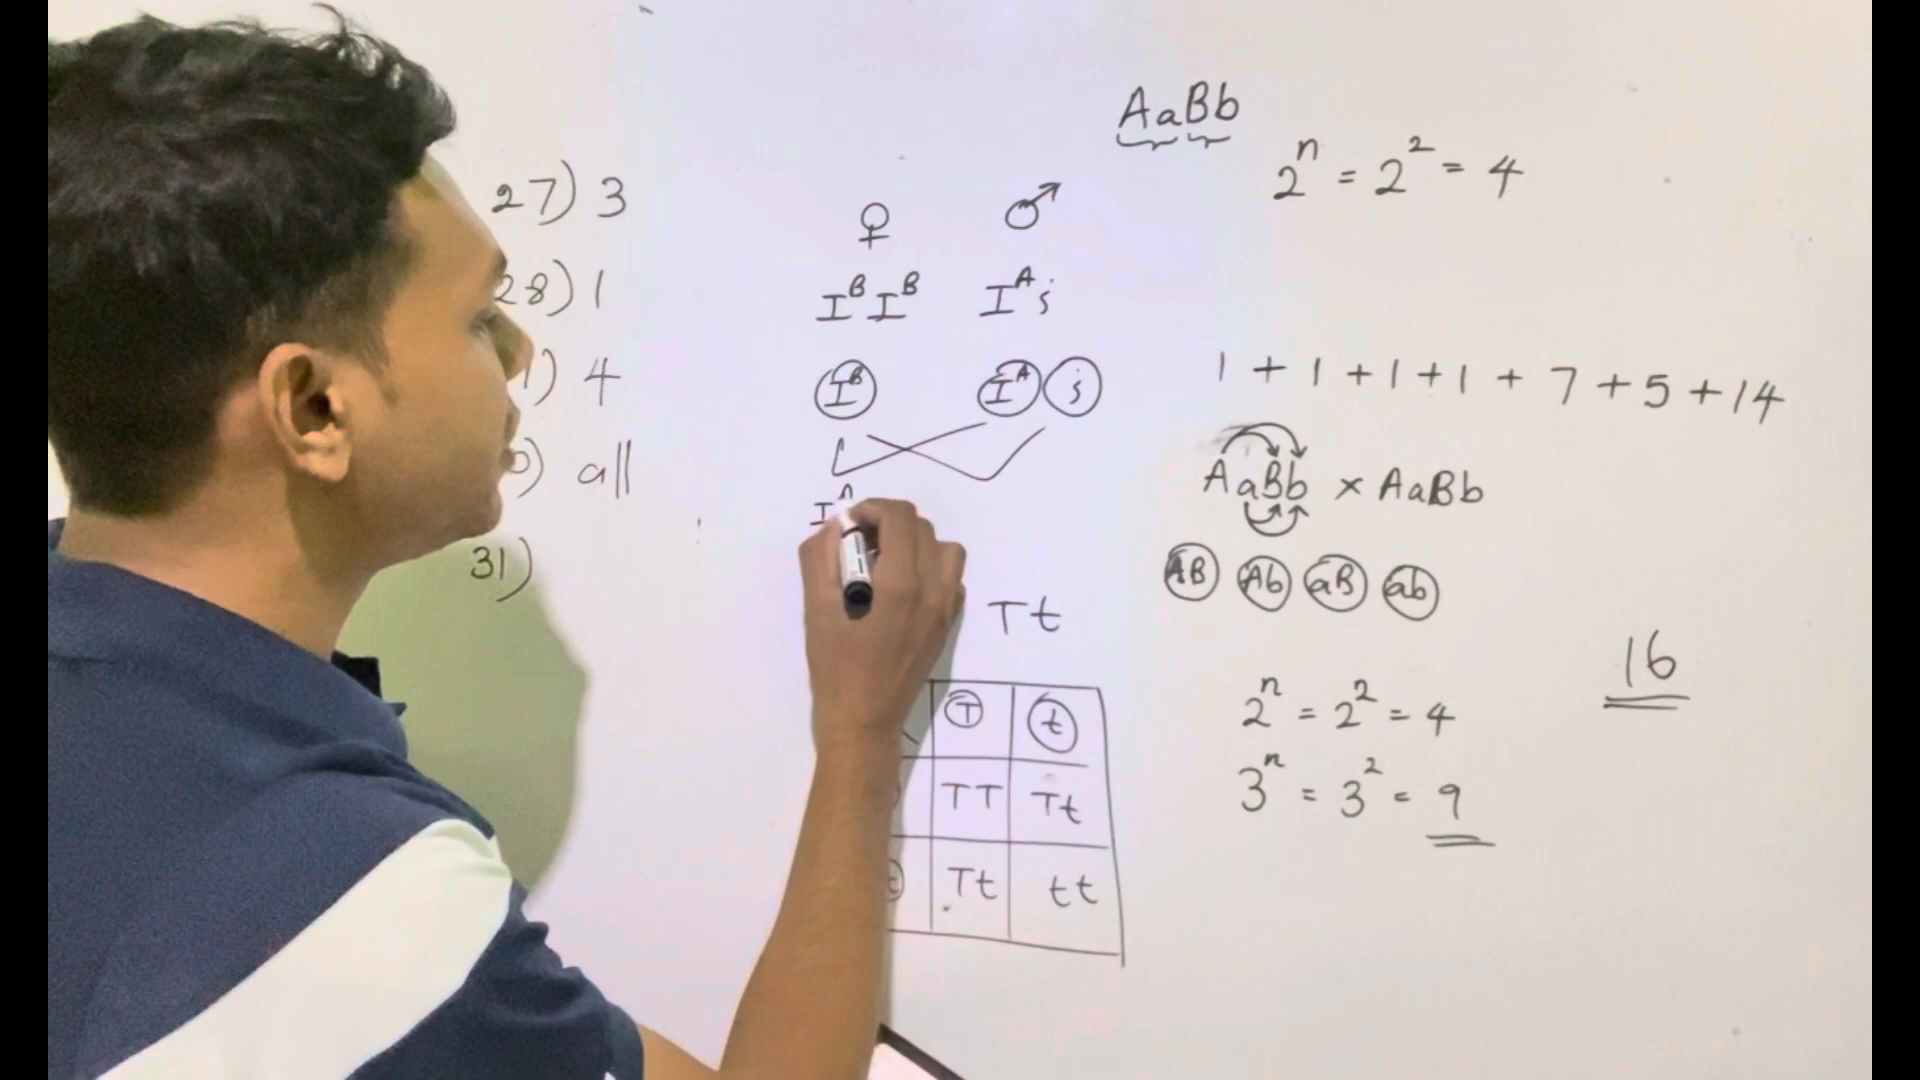 27) 3
28) 1
) 4
0) all
31)
♀ ♂
I^B I^B I^A i
I^B I^A i
I^A
Tt
T t
TT Tt
t Tt tt
AaBb
2^n = 2^2 = 4
1 + 1 + 1 + 1 + 7 + 5 + 14
AaBb × AaBb
AB Ab aB ab
2^n = 2^2 = 4
3^n = 3^2 = 9
16